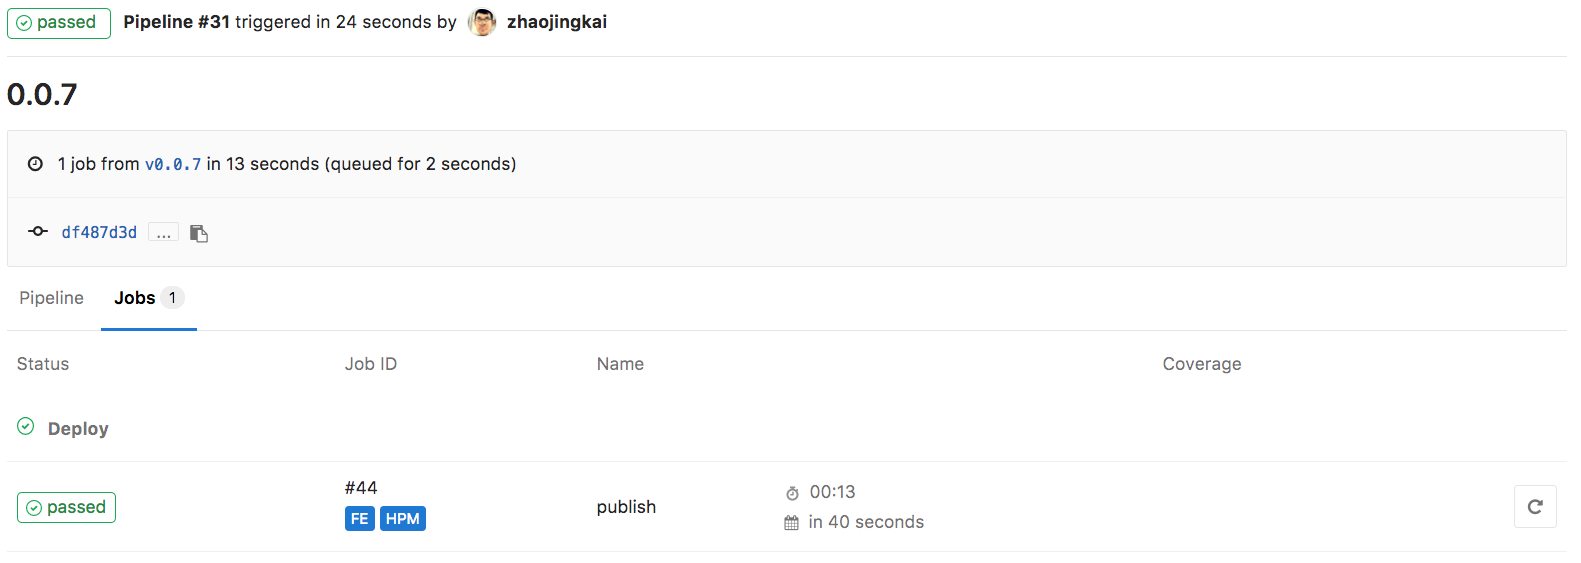 passed Pipeline #31 triggered in 24 seconds by zhaojingkai
0.0.7
1 job from v0.0.7 in 13 seconds (queued for 2 seconds)
df487d3d ...
Pipeline Jobs 1
Status Job ID Name Coverage
Deploy
passed #44 publish 00:13
FE HPM in 40 seconds